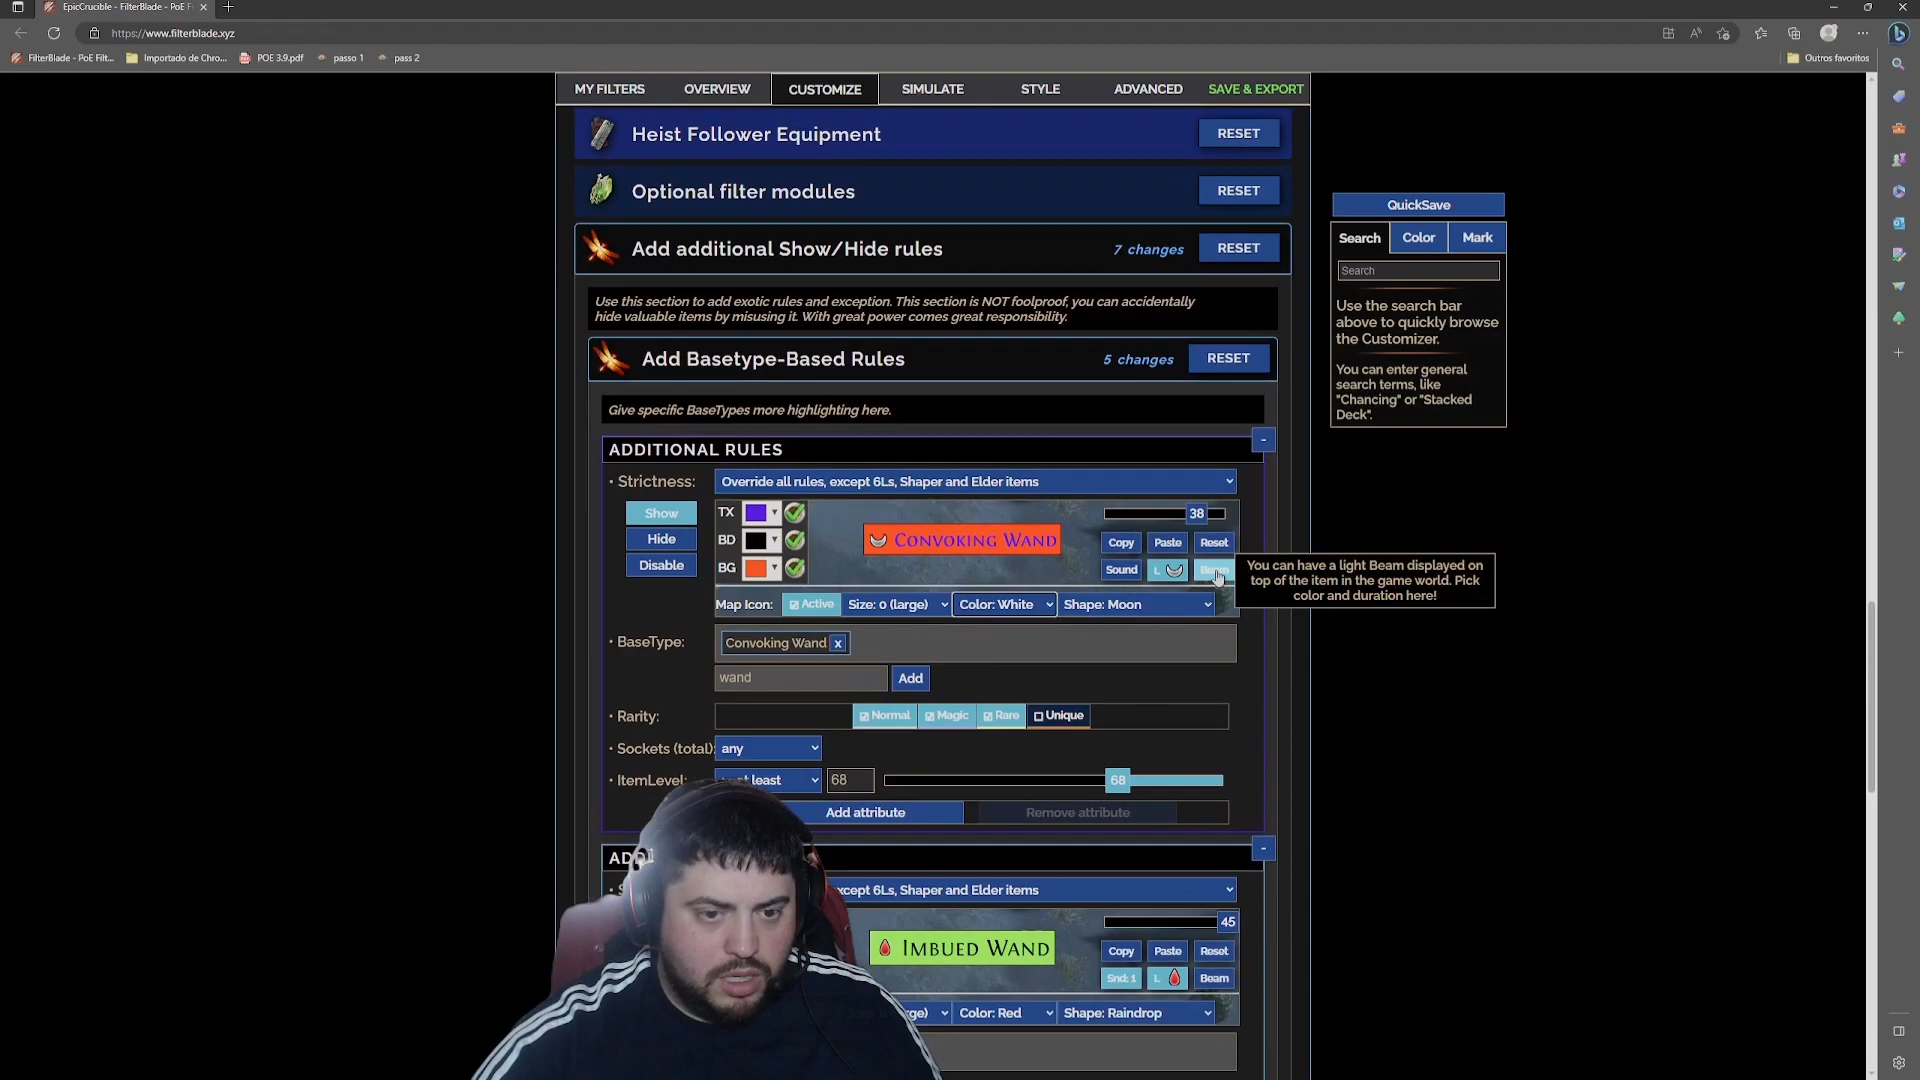 EpicCrucible - FilterBlade - PoE F
https://www.filterblade.xyz
FilterBlade - PoE Filt...
Importado de Chro...
POE 3.9.pdf
passo 1
pass 2
Outros favoritos
MY FILTERS
OVERVIEW
CUSTOMIZE
SIMULATE
STYLE
ADVANCED
SAVE & EXPORT
Heist Follower Equipment
RESET
Optional filter modules
RESET
Add additional Show/Hide rules
7 changes
RESET
Use this section to add exotic rules and exception. This section is NOT foolproof, you can accidentally
hide valuable items by misusing it. With great power comes great responsibility.
Add Basetype-Based Rules
5 changes
RESET
Give specific BaseTypes more highlighting here.
ADDITIONAL RULES
-
• Strictness:
Override all rules, except 6Ls, Shaper and Elder items
Show
Hide
Disable
TX
BD
BG
CONVOKING WAND
38
Copy
Paste
Reset
Sound
L
Beam
Map Icon:
Active
Size: 0 (large)
Color: White
Shape: Moon
• BaseType:
Convoking Wand x
wand
Add
• Rarity:
Normal
Magic
Rare
Unique
• Sockets (total):
any
• ItemLevel:
least
68
68
Add attribute
Remove attribute
-
except 6Ls, Shaper and Elder items
IMBUED WAND
45
Copy
Paste
Reset
Snd: 1
L
Beam
Color: Red
Shape: Raindrop
QuickSave
Search
Color
Mark
Search
Use the search bar
above to quickly browse
the Customizer.
You can enter general
search terms, like
"Chancing" or "Stacked
Deck".
You can have a light Beam displayed on
top of the item in the game world. Pick
color and duration here!